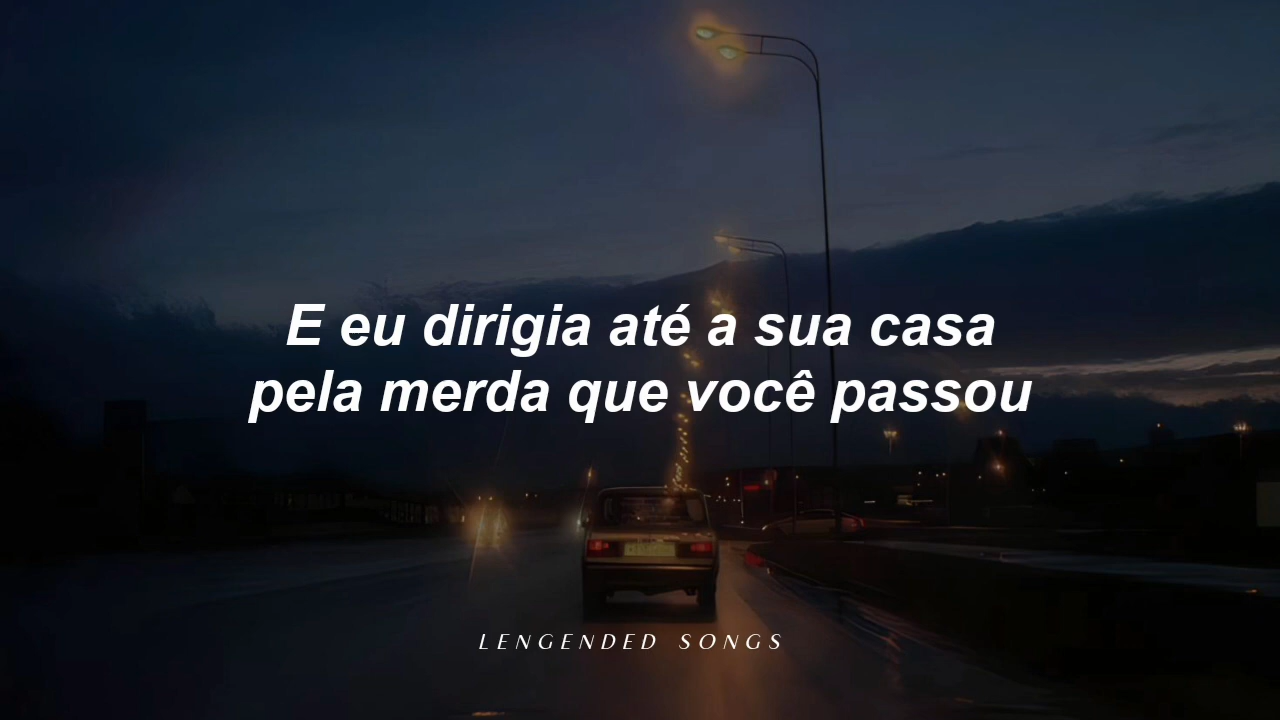 E eu dirigia até a sua casa
pela merda que você passou
LENGENDED SONGS